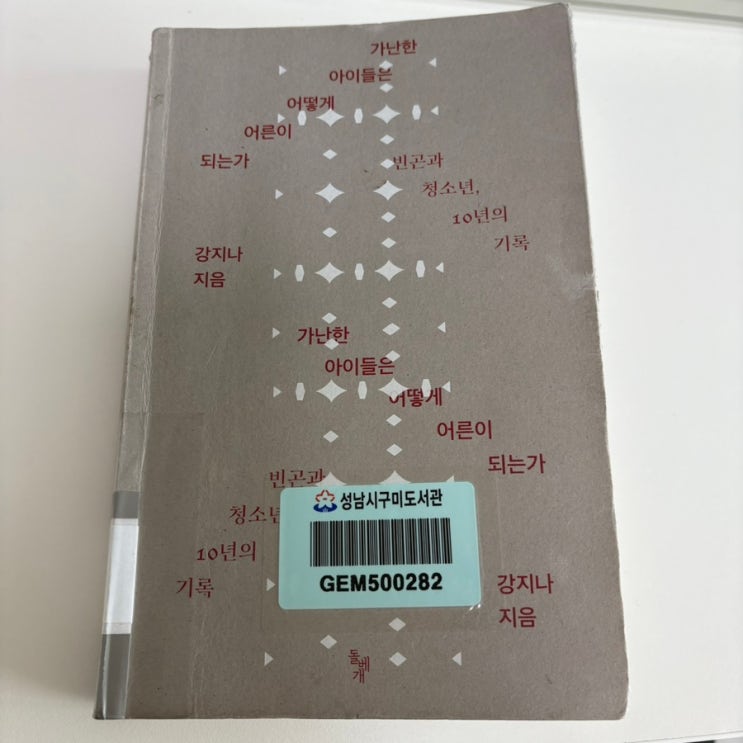 가난한
아이들은
어떻게
어른이
되는가
빈곤과
청소년,
10년의
기록
강지나
지음
가난한
아이들은
어떻게
어른이
되는가
빈곤과
10년의
기록
성남시구미도서관
GEM500282
강지나
지음
돌베개